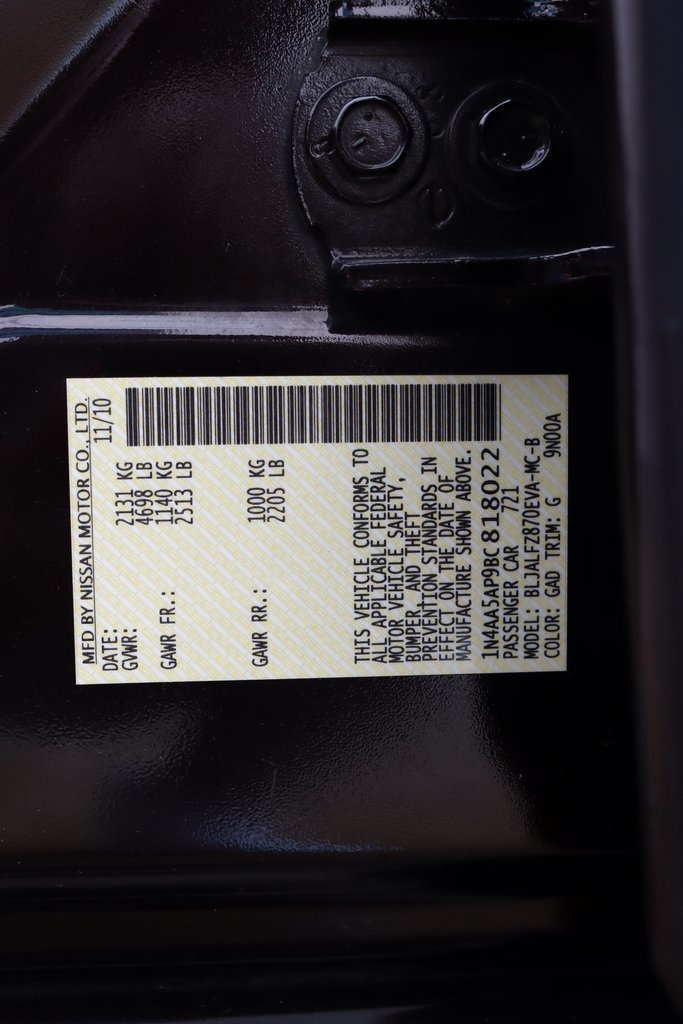 MFD BY NISSAN MOTOR CO., LTD.
DATE: 11/10
GVWR: 2131 KG
4698 LB
GAWR FR.: 1140 KG
2513 LB
GAWR RR.: 1000 KG
2205 LB
THIS VEHICLE CONFORMS TO
ALL APPLICABLE FEDERAL
MOTOR VEHICLE SAFETY,
BUMPER, AND THEFT
PREVENTION STANDARDS IN
EFFECT ON THE DATE OF
MANUFACTURE SHOWN ABOVE.
1N4AA5AP9BC818022
PASSENGER CAR 721
MODEL: BLJALFZ870EVA-MC-B
COLOR: GAD TRIM: G 9N00A